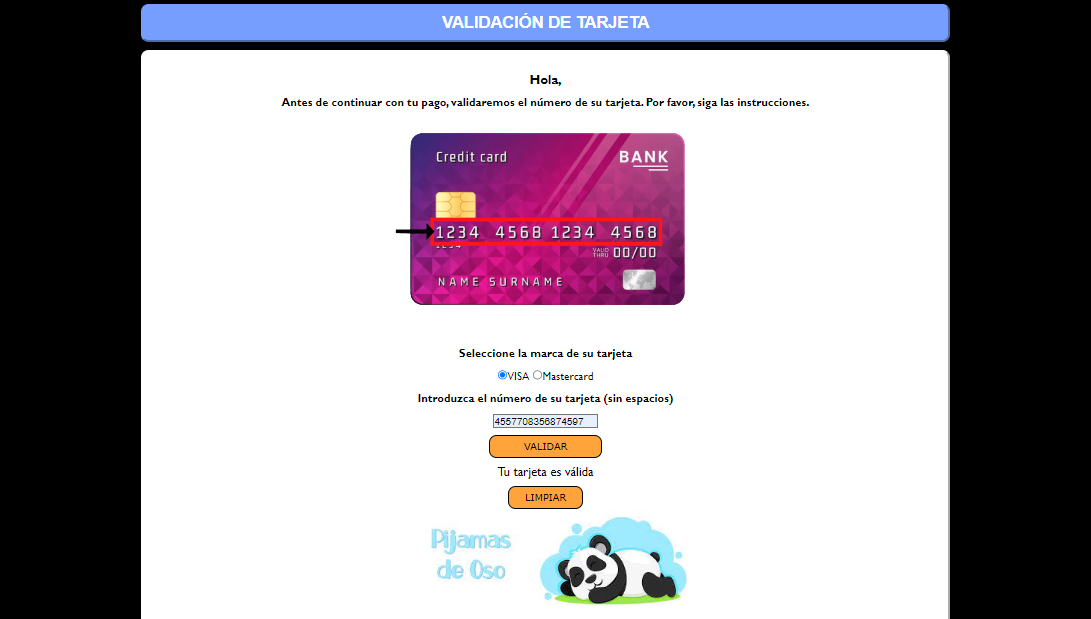 VALIDACIÓN DE TARJETA
Hola,
Antes de continuar con tu pago, validaremos el número de su tarjeta. Por favor, siga las instrucciones.
Credit card
BANK
1234 4568 1234 4568
1234
VALID THRU 00/00
NAME SURNAME
Seleccione la marca de su tarjeta
VISA Mastercard
Introduzca el número de su tarjeta (sin espacios)
4557708356874597
VALIDAR
Tu tarjeta es válida
LIMPIAR
Pijamas
de Oso